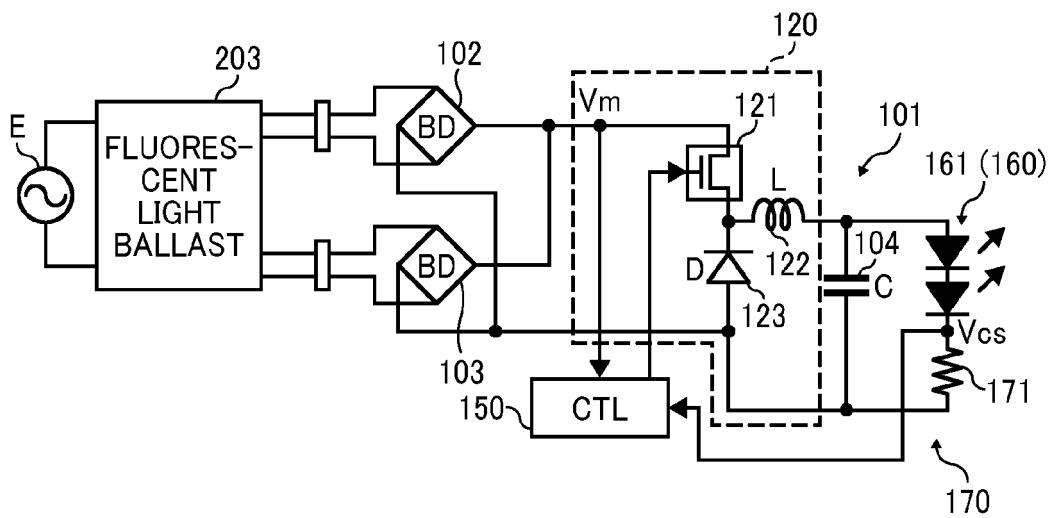 120
203
102
E
FLUORES-
CENT
LIGHT
BALLAST
BD
Vm
121
101
161 (160)
L
122
104
C
D
123
BD
103
Vcs
171
150
CTL
170